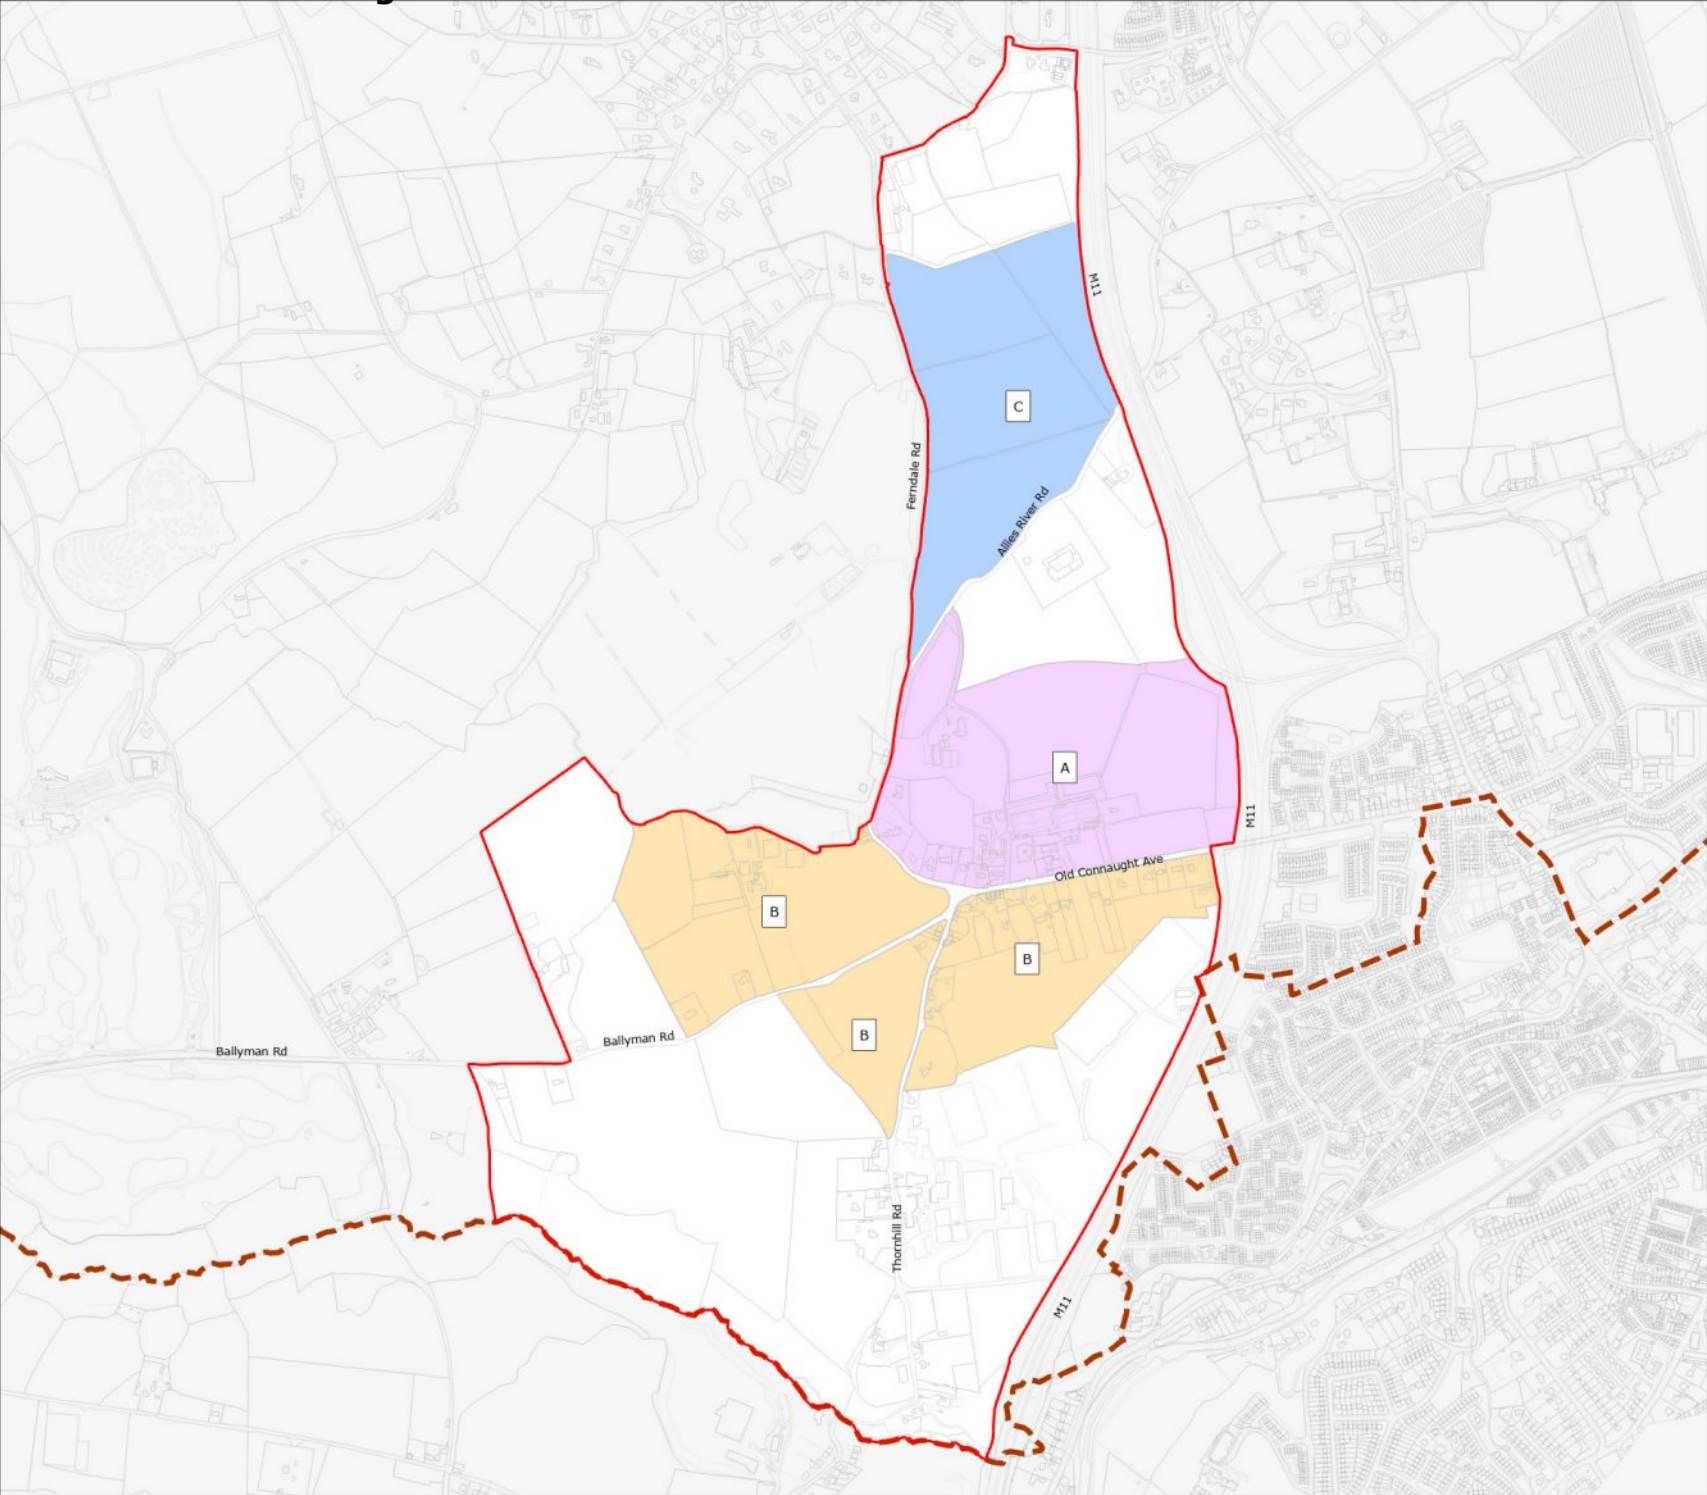 M11
C
Ferndale Rd
Allies River Rd
A
M11
Old Connaught Ave
B
B
B
Ballyman Rd
Ballyman Rd
Thornhill Rd
M11